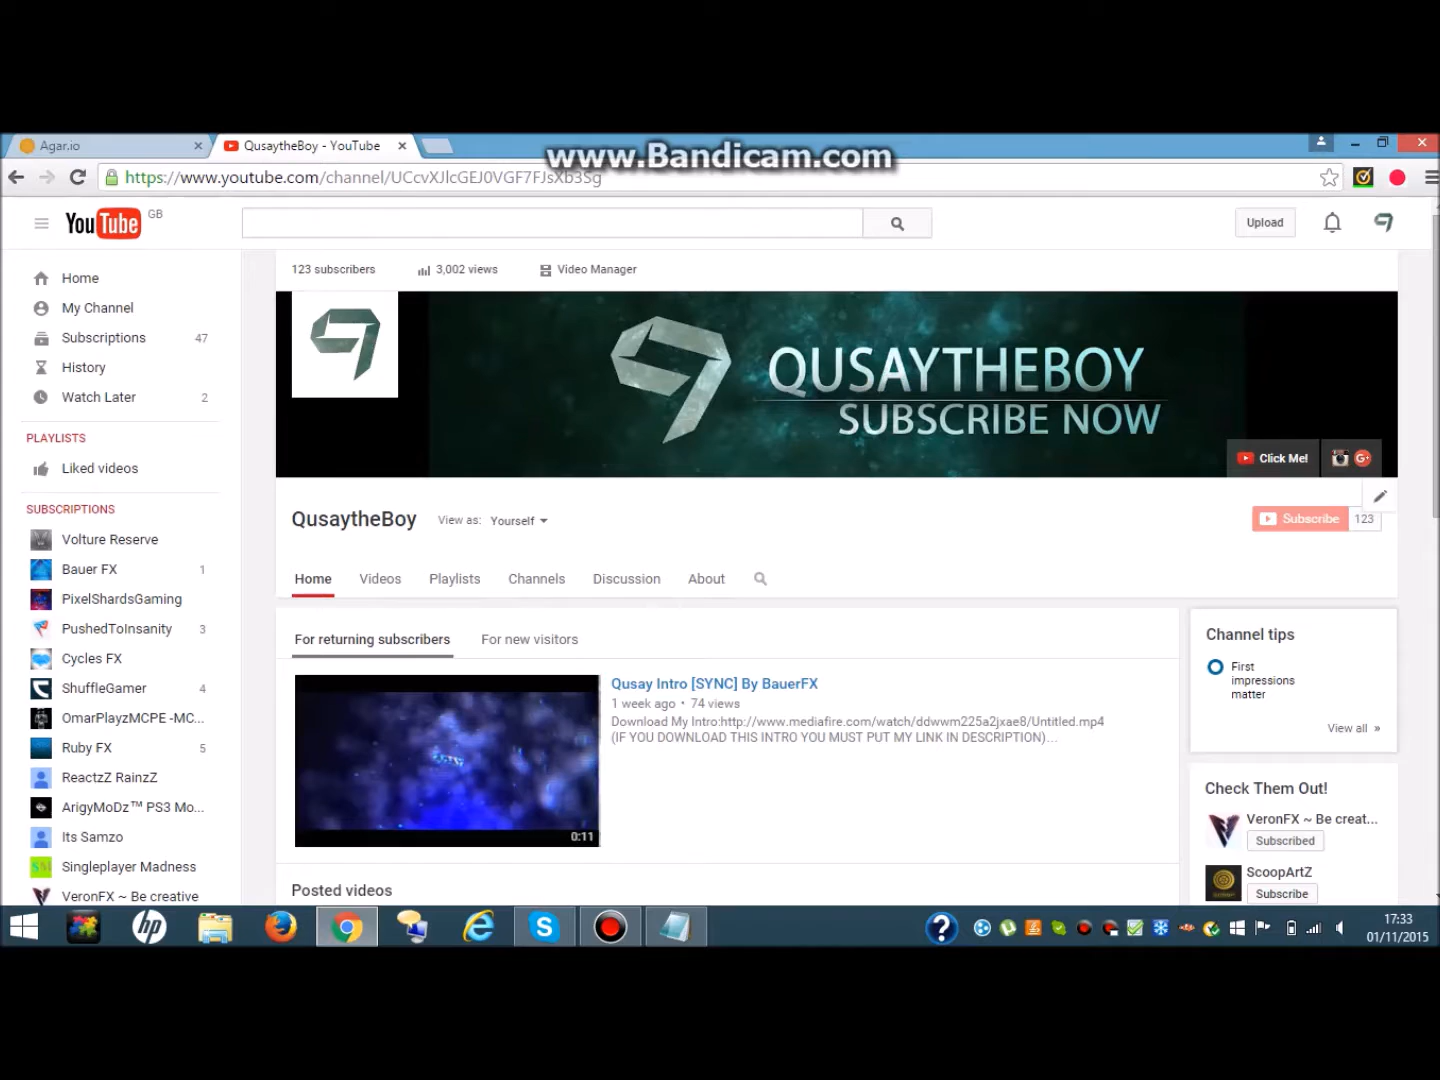 Agar.io
QusaytheBoy - YouTube
www.Bandicam.com
https://www.youtube.com/channel/UCcvXJlcGEJ0VGF7FJsXb3Sg
YouTube GB
Upload
Home
My Channel
Subscriptions 47
History
Watch Later 2
PLAYLISTS
Liked videos
SUBSCRIPTIONS
Volture Reserve
Bauer FX 1
PixelShardsGaming
PushedToInsanity 3
Cycles FX
ShuffleGamer 4
OmarPlayzMCPE -MC...
Ruby FX 5
ReactzZ RainzZ
ArigyMoDz™ PS3 Mo...
Its Samzo
Singleplayer Madness
VeronFX ~ Be creative
123 subscribers
3,002 views
Video Manager
QUSAYTHEBOY
SUBSCRIBE NOW
Click Me!
QusaytheBoy
View as: Yourself
Subscribe 123
Home Videos Playlists Channels Discussion About
For returning subscribers
For new visitors
Qusay Intro [SYNC] By BauerFX
1 week ago • 74 views
Download My Intro:http://www.mediafire.com/watch/ddwwm225a2jxae8/Untitled.mp4
(IF YOU DOWNLOAD THIS INTRO YOU MUST PUT MY LINK IN DESCRIPTION)...
0:11
Posted videos
Channel tips
First
impressions
matter
View all »
Check Them Out!
VeronFX ~ Be creat...
Subscribed
ScoopArtZ
Subscribe
17:33
01/11/2015